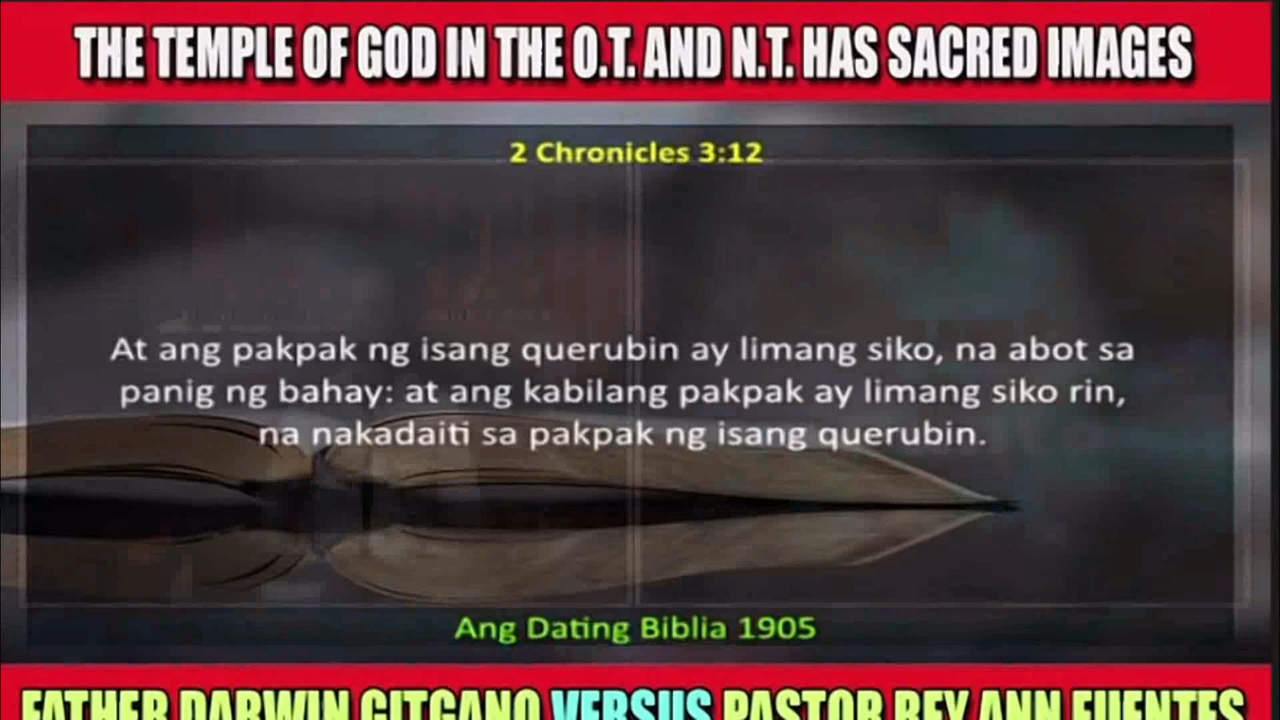 THE TEMPLE OF GOD IN THE O.T. AND N.T. HAS SACRED IMAGES
2 Chronicles 3:12
At ang pakpak ng isang querubin ay limang siko, na abot sa
panig ng bahay: at ang kabilang pakpak ay limang siko rin,
na nakadaiti sa pakpak ng isang querubin.
Ang Dating Biblia 1905
FATHER DARWIN GITGANO VERSUS PASTOR REY ANN FUENTES